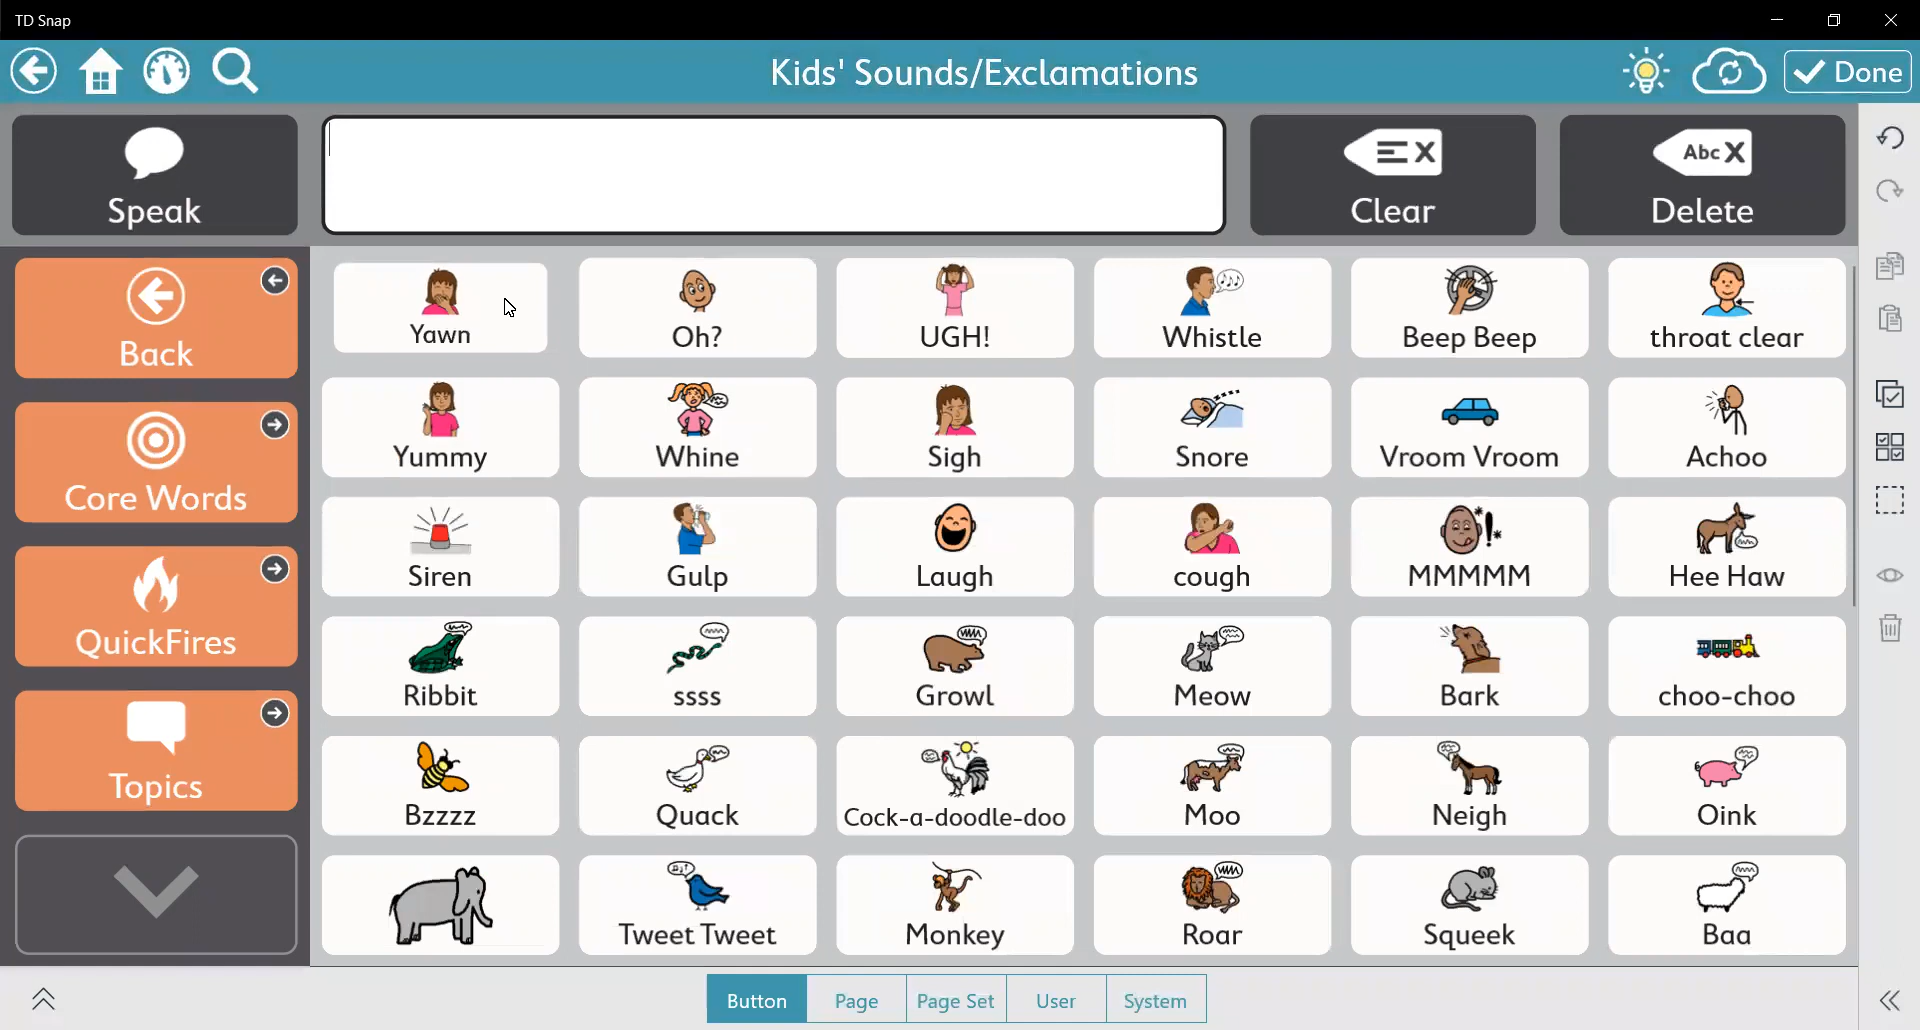 TD Snap
Kids' Sounds/Exclamations
Done
Speak
Abc
Clear
Delete
Back
Yawn
Oh?
UGH!
Whistle
Beep Beep
throat clear
Core Words
Yummy
Whine
Sigh
Snore
Vroom Vroom
Achoo
QuickFires
Siren
Gulp
Laugh
cough
MMMMM
Hee Haw
Topics
Ribbit
ssss
Growl
Meow
Bark
choo-choo
Bzzzz
Quack
Cock-a-doodle-doo
Moo
Neigh
Oink
Tweet Tweet
Monkey
Roar
Squeek
Baa
Button
Page
Page Set
User
System